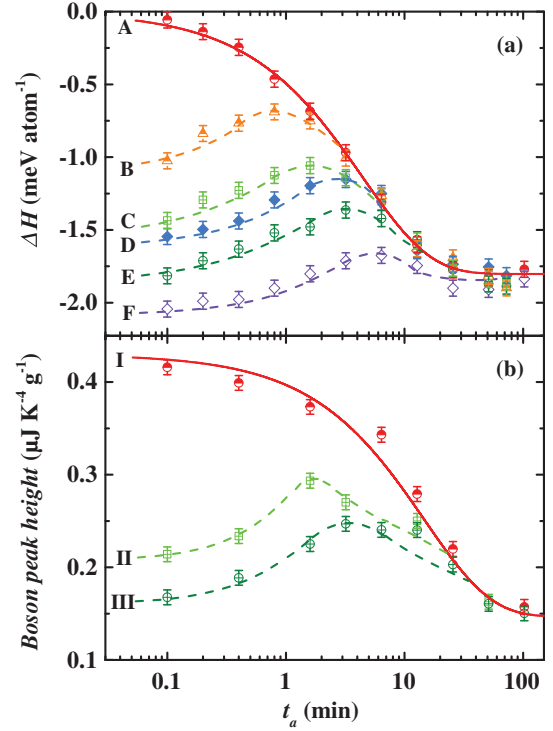 (a)
A
B
C
D
E
F
ΔH (meV atom⁻¹)
0.0
-0.5
-1.0
-1.5
-2.0
(b)
I
II
III
Boson peak height (μJ K⁻⁴ g⁻¹)
0.4
0.3
0.2
0.1
0.1 1 10 100
tₐ (min)